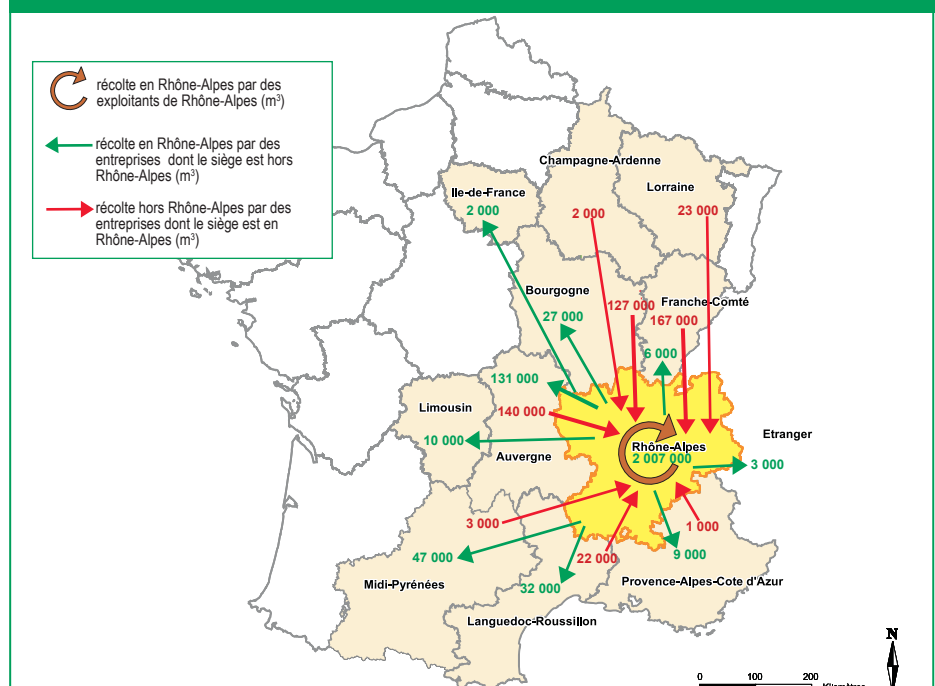 récolte en Rhône-Alpes par des
exploitants de Rhône-Alpes (m³)
récolte en Rhône-Alpes par des
entreprises dont le siège est hors
Rhône-Alpes (m³)
récolte hors Rhône-Alpes par des
entreprises dont le siège est en
Rhône-Alpes (m³)
Champagne-Ardenne
Lorraine
Ile-de-France
2 000
2 000
23 000
Bourgogne
Franche-Comté
27 000
127 000
167 000
6 000
131 000
Limousin
140 000
Etranger
10 000
Auvergne
Rhône-Alpes
2 007 000
3 000
3 000
1 000
47 000
22 000
9 000
Midi-Pyrénées
32 000
Provence-Alpes-Cote d'Azur
Languedoc-Roussillon
N
0 100 200